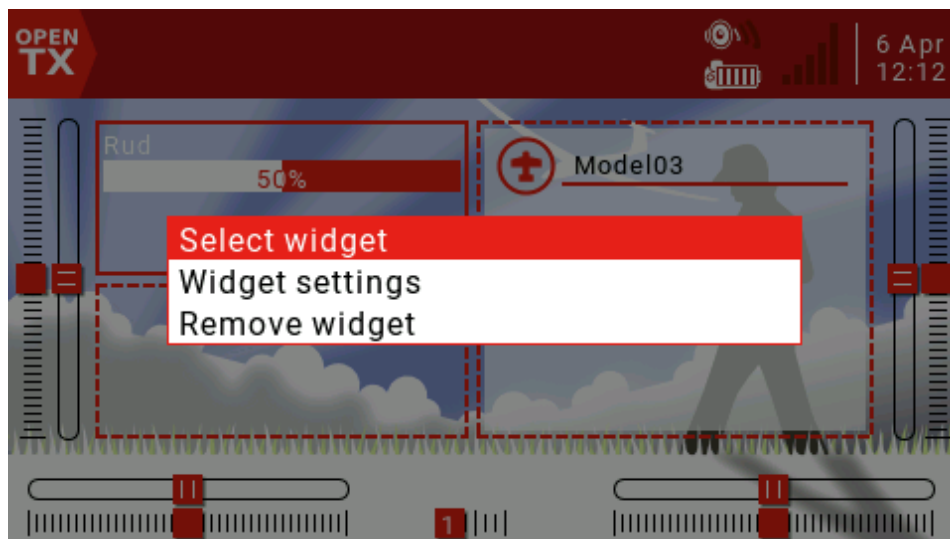 OPEN
TX
6 Apr
12:12
Rud
50%
Model03
Select widget
Widget settings
Remove widget
1